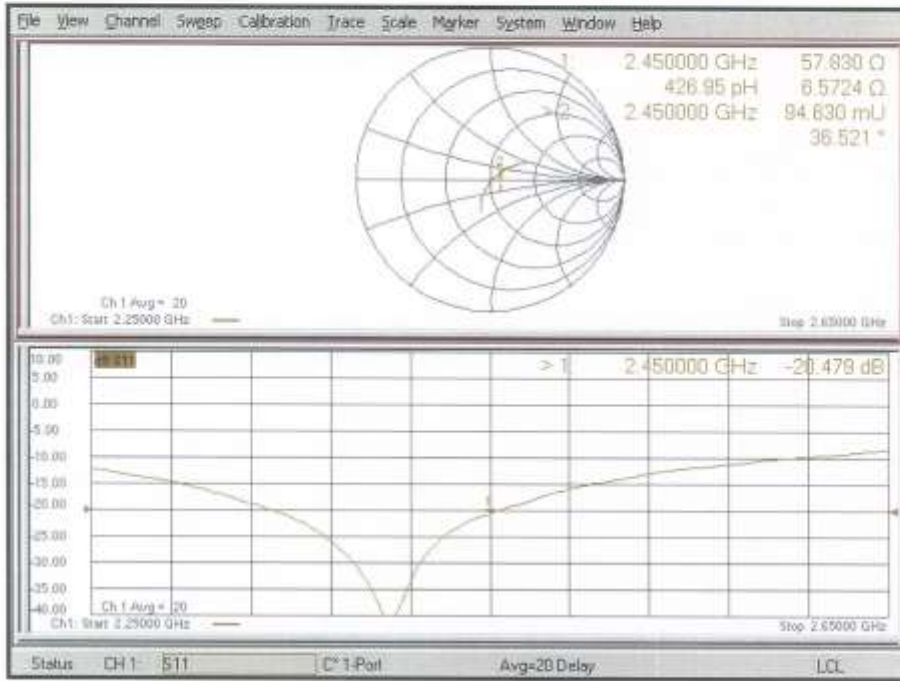 File View Channel Sweep Calibration Trace Scale Marker System Window Help
1 2.450000 GHz 57.830 Ω
426.95 pH 6.5724 Ω
> 2 2.450000 GHz 94.630 mU
36.521 °
Ch 1 Avg = 20
Ch1: Start 2.25000 GHz
Stop 2.65000 GHz
10.00
> 1 2.450000 GHz -20.479 dB
5.00
0.00
-5.00
-10.00
-15.00
-20.00
1
-25.00
-30.00
-35.00
-40.00
Ch 1 Avg = 20
Ch1: Start 2.25000 GHz
Stop 2.65000 GHz
Status CH 1: S11 C* 1-Port Avg=20 Delay LCL